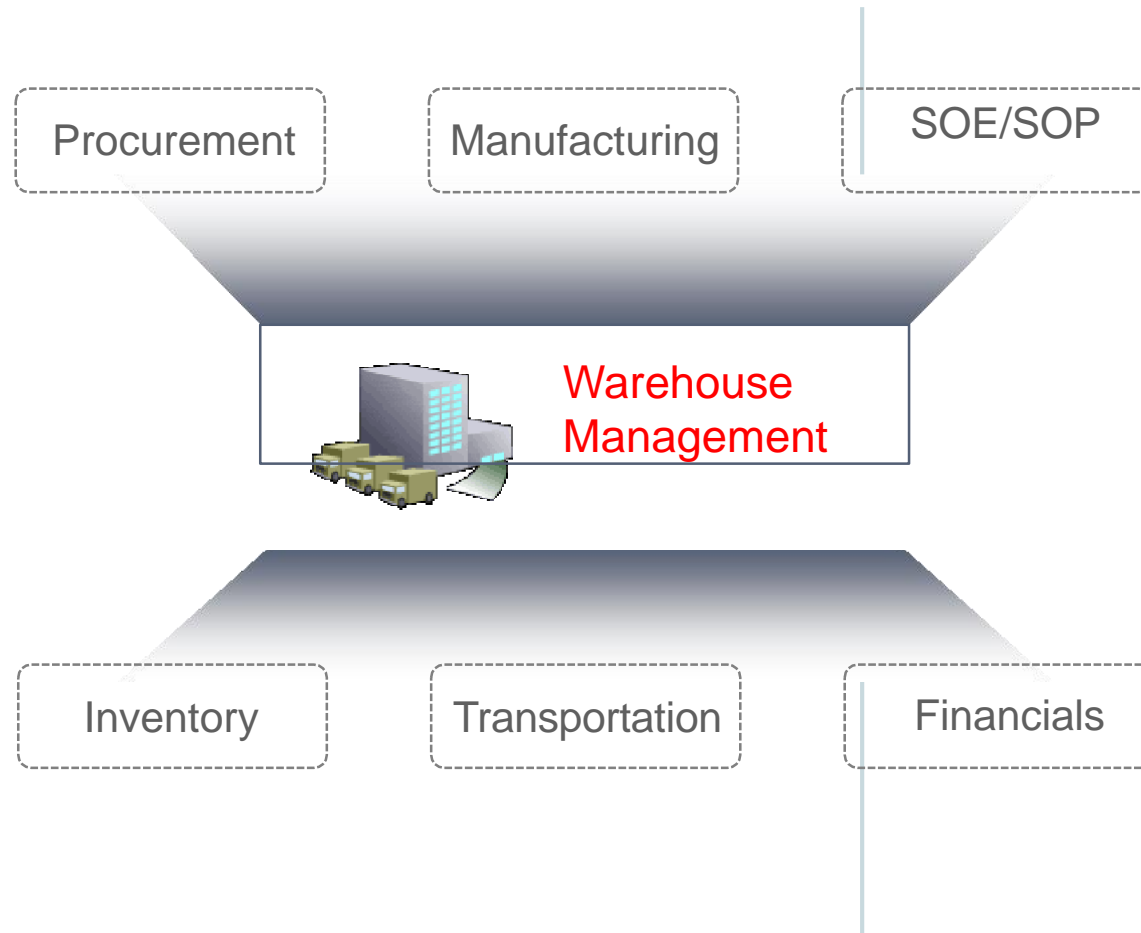 Procurement
Manufacturing
SOE/SOP
Warehouse
Management
Inventory
Transportation
Financials